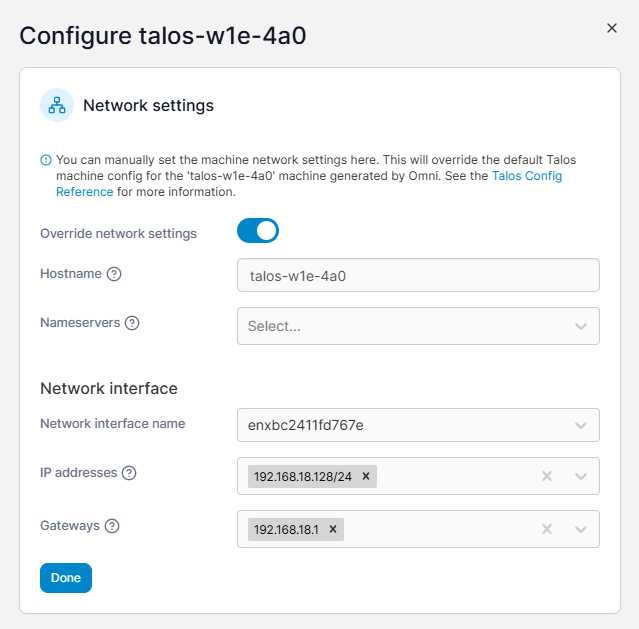 Configure talos-w1e-4a0
Network settings
You can manually set the machine network settings here. This will override the default Talos
machine config for the 'talos-w1e-4a0' machine generated by Omni. See the Talos Config
Reference for more information.
Override network settings
Hostname
talos-w1e-4a0
Nameservers
Select...
Network interface
Network interface name
enxbc2411fd767e
IP addresses
192.168.18.128/24
Gateways
192.168.18.1
Done